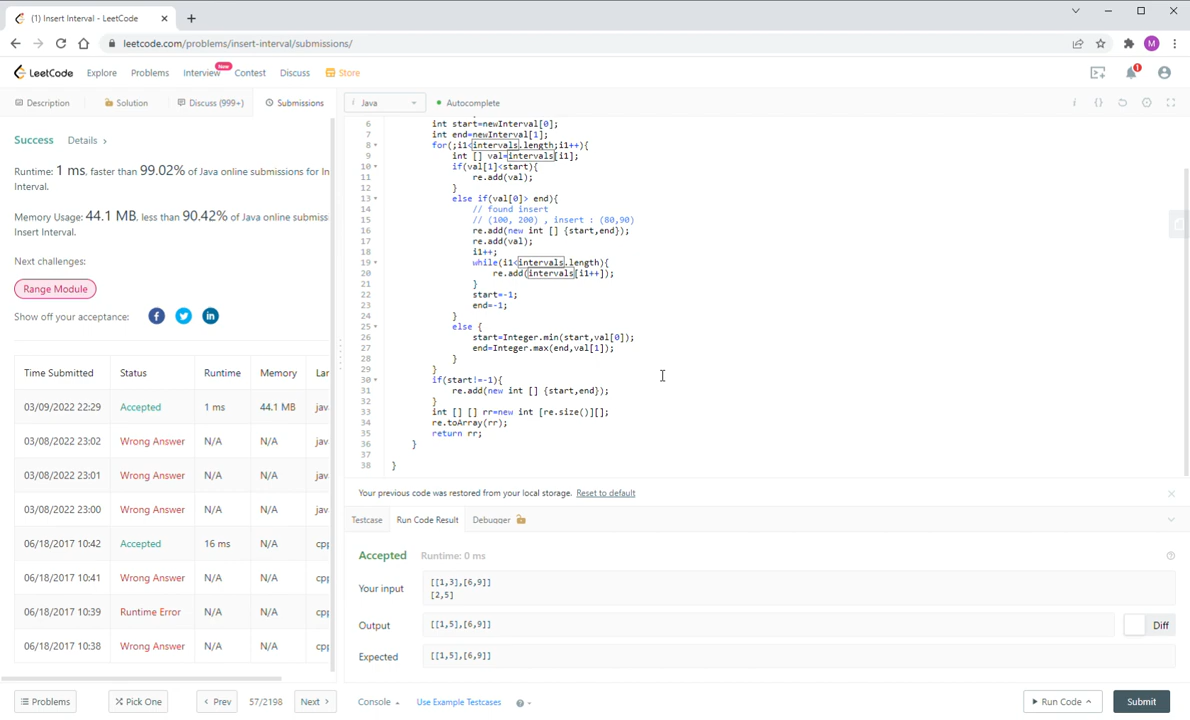 (1) Insert Interval - LeetCode
leetcode.com/problems/insert-interval/submissions/
M
LeetCode Explore Problems Interview New Contest Discuss Store 1
Description Solution Discuss (999+) Submissions
i Java Autocomplete i {}
Success Details >
Runtime: 1 ms, faster than 99.02% of Java online submissions for In
Interval.
Memory Usage: 44.1 MB, less than 90.42% of Java online submiss
Insert Interval.
Next challenges:
Range Module
Show off your acceptance:
Time Submitted Status Runtime Memory Lar
03/09/2022 22:29 Accepted 1 ms 44.1 MB jav
03/08/2022 23:02 Wrong Answer N/A N/A jav
03/08/2022 23:01 Wrong Answer N/A N/A jav
03/08/2022 23:00 Wrong Answer N/A N/A jav
06/18/2017 10:42 Accepted 16 ms N/A cpp
06/18/2017 10:41 Wrong Answer N/A N/A cpp
06/18/2017 10:39 Runtime Error N/A N/A cpp
06/18/2017 10:38 Wrong Answer N/A N/A cpp
6 int start=newInterval[0];
7 int end=newInterval[1];
8 for(;i1<intervals.length;i1++){
9 int [] val=intervals[i1];
10 if(val[1]<start){
11 re.add(val);
12 }
13 else if(val[0]> end){
14 // found insert
15 // (100, 200) , insert : (80,90)
16 re.add(new int [] {start,end});
17 re.add(val);
18 i1++;
19 while(i1<intervals.length){
20 re.add(intervals[i1++]);
21 }
22 start=-1;
23 end=-1;
24 }
25 else {
26 start=Integer.min(start,val[0]);
27 end=Integer.max(end,val[1]);
28 }
29 }
30 if(start!=-1){
31 re.add(new int [] {start,end});
32 }
33 int [] [] rr=new int [re.size()][];
34 re.toArray(rr);
35 return rr;
36 }
37
38 }
Your previous code was restored from your local storage. Reset to default
Testcase Run Code Result Debugger
Accepted Runtime: 0 ms
Your input
[[1,3],[6,9]]
[2,5]
Output [[1,5],[6,9]] Diff
Expected [[1,5],[6,9]]
Problems Pick One < Prev 57/2198 Next > Console Use Example Testcases Run Code Submit